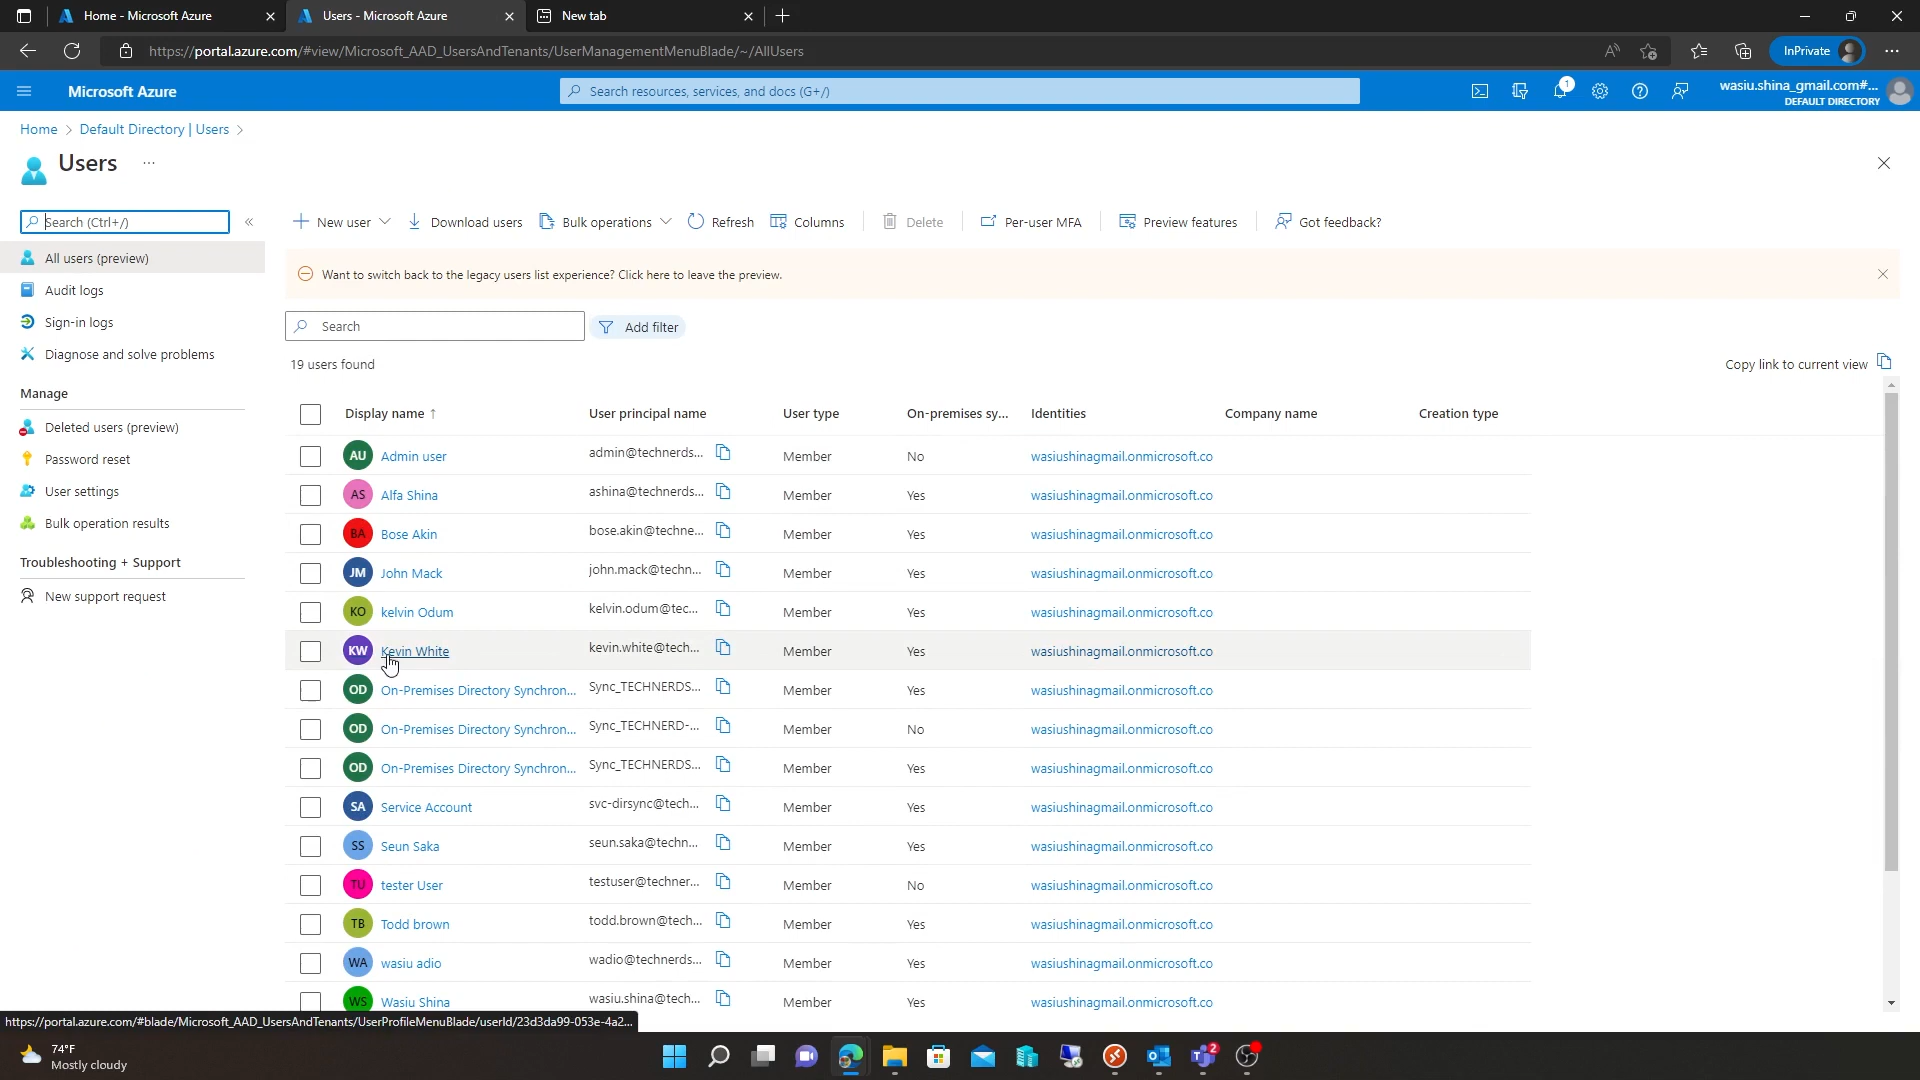 Home - Microsoft Azure
Users - Microsoft Azure
New tab
https://portal.azure.com/#view/Microsoft_AAD_UsersAndTenants/UserManagementMenuBlade/~/AllUsers
InPrivate
Microsoft Azure
Search resources, services, and docs (G+/)
1
wasiu.shina_gmail.com#...
DEFAULT DIRECTORY
Home > Default Directory | Users >
Users ...
Search (Ctrl+/)
«
New user
Download users
Bulk operations
Refresh
Columns
Delete
Per-user MFA
Preview features
Got feedback?
All users (preview)
Audit logs
Sign-in logs
Diagnose and solve problems
Manage
Deleted users (preview)
Password reset
User settings
Bulk operation results
Troubleshooting + Support
New support request
Want to switch back to the legacy users list experience? Click here to leave the preview.
Search
Add filter
19 users found
Copy link to current view
Display name ↑ User principal name User type On-premises sy... Identities Company name Creation type
AU Admin user admin@technerds... Member No wasiushinagmail.onmicrosoft.co
AS Alfa Shina ashina@technerds... Member Yes wasiushinagmail.onmicrosoft.co
BA Bose Akin bose.akin@techne... Member Yes wasiushinagmail.onmicrosoft.co
JM John Mack john.mack@techn... Member Yes wasiushinagmail.onmicrosoft.co
KO kelvin Odum kelvin.odum@tec... Member Yes wasiushinagmail.onmicrosoft.co
KW Kevin White kevin.white@tech... Member Yes wasiushinagmail.onmicrosoft.co
OD On-Premises Directory Synchron... Sync_TECHNERDS... Member Yes wasiushinagmail.onmicrosoft.co
OD On-Premises Directory Synchron... Sync_TECHNERD-... Member No wasiushinagmail.onmicrosoft.co
OD On-Premises Directory Synchron... Sync_TECHNERDS... Member Yes wasiushinagmail.onmicrosoft.co
SA Service Account svc-dirsync@tech... Member Yes wasiushinagmail.onmicrosoft.co
SS Seun Saka seun.saka@techn... Member Yes wasiushinagmail.onmicrosoft.co
TU tester User testuser@techner... Member No wasiushinagmail.onmicrosoft.co
TB Todd brown todd.brown@tech... Member Yes wasiushinagmail.onmicrosoft.co
WA wasiu adio wadio@technerds... Member Yes wasiushinagmail.onmicrosoft.co
WS Wasiu Shina wasiu.shina@tech... Member Yes wasiushinagmail.onmicrosoft.co
https://portal.azure.com/#blade/Microsoft_AAD_UsersAndTenants/UserProfileMenuBlade/userId/23d3da99-053e-4a2...
74°F
Mostly cloudy
2